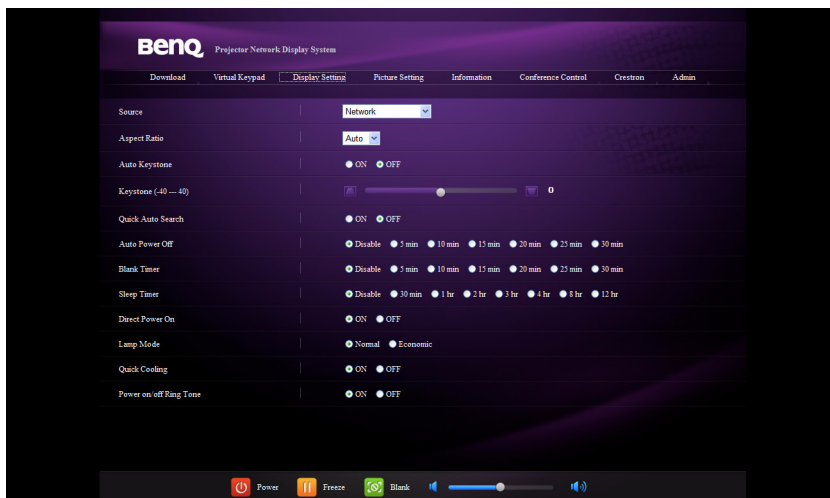 BenQ Projector Network Display System
Download Virtual Keypad Display Setting Picture Setting Information Conference Control Crestron Admin
Source Network
Aspect Ratio Auto
Auto Keystone ON OFF
Keystone (-40 --- 40) 0
Quick Auto Search ON OFF
Auto Power Off Disable 5 min 10 min 15 min 20 min 25 min 30 min
Blank Timer Disable 5 min 10 min 15 min 20 min 25 min 30 min
Sleep Timer Disable 30 min 1 hr 2 hr 3 hr 4 hr 8 hr 12 hr
Direct Power On ON OFF
Lamp Mode Normal Economic
Quick Cooling ON OFF
Power on/off Ring Tone ON OFF
Power Freeze Blank